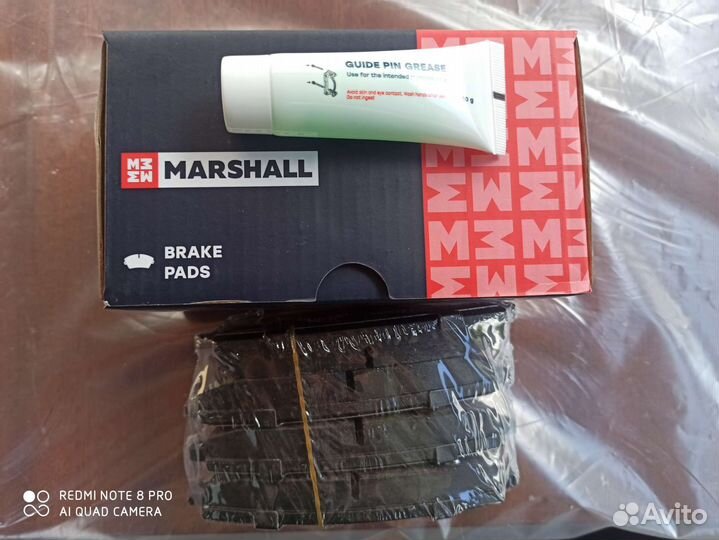 GUIDE PIN GREASE
Use for the intended
Avoid skin and eye contact. Wash hands after
Do not ingest
MARSHALL
BRAKE
PADS
REDMI NOTE 8 PRO
AI QUAD CAMERA
Avito